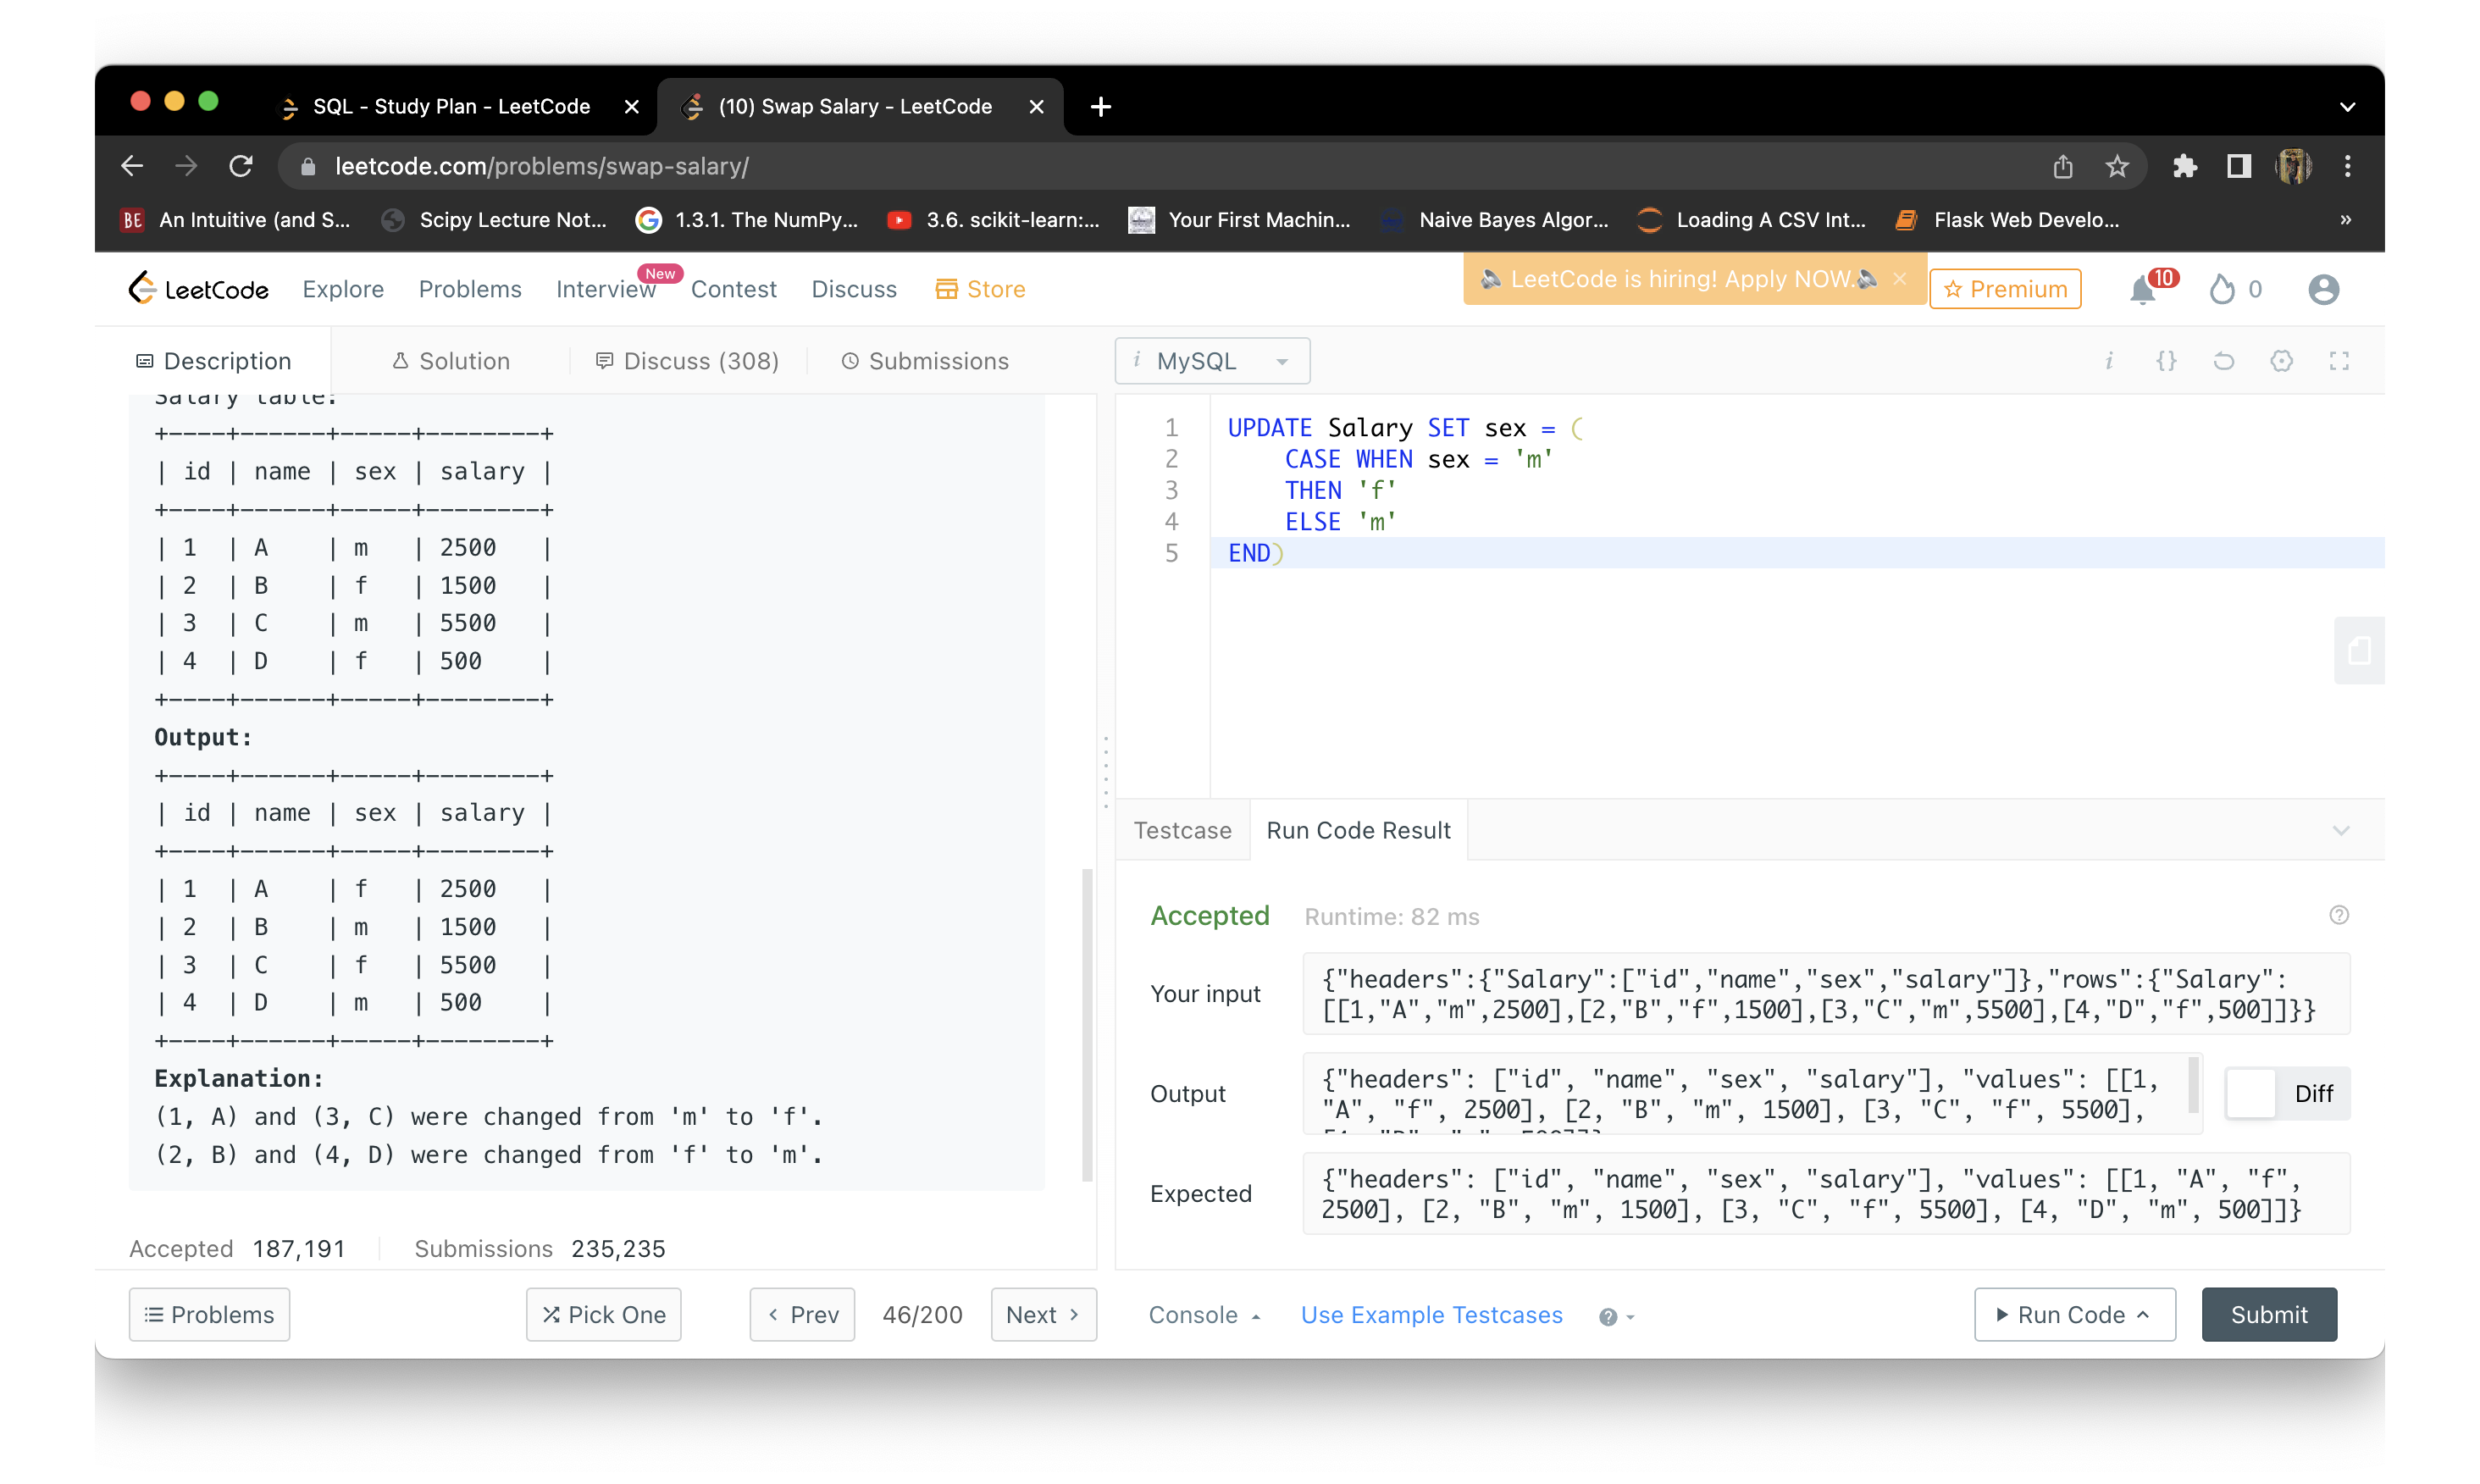 SQL - Study Plan - LeetCode
(10) Swap Salary - LeetCode
leetcode.com/problems/swap-salary/
BE An Intuitive (and S...
Scipy Lecture Not...
1.3.1. The NumPy...
3.6. scikit-learn:...
Your First Machin...
Naive Bayes Algor...
Loading A CSV Int...
Flask Web Develo...
»
LeetCode
Explore
Problems
Interview New
Contest
Discuss
Store
LeetCode is hiring! Apply NOW.
Premium
10
0
Description
Solution
Discuss (308)
Submissions
i MySQL
i {}
Salary table:
+----+------+-----+--------+
| id | name | sex | salary |
+----+------+-----+--------+
| 1  | A    | m   | 2500   |
| 2  | B    | f   | 1500   |
| 3  | C    | m   | 5500   |
| 4  | D    | f   | 500    |
+----+------+-----+--------+
Output:
+----+------+-----+--------+
| id | name | sex | salary |
+----+------+-----+--------+
| 1  | A    | f   | 2500   |
| 2  | B    | m   | 1500   |
| 3  | C    | f   | 5500   |
| 4  | D    | m   | 500    |
+----+------+-----+--------+
Explanation:
(1, A) and (3, C) were changed from 'm' to 'f'.
(2, B) and (4, D) were changed from 'f' to 'm'.
Accepted 187,191
Submissions 235,235
Problems
Pick One
Prev
46/200
Next
1 UPDATE Salary SET sex = (
2     CASE WHEN sex = 'm'
3     THEN 'f'
4     ELSE 'm'
5 END)
Testcase
Run Code Result
Accepted
Runtime: 82 ms
Your input
{"headers":{"Salary":["id","name","sex","salary"]},"rows":{"Salary":
[[1,"A","m",2500],[2,"B","f",1500],[3,"C","m",5500],[4,"D","f",500]]}}
Output
{"headers": ["id", "name", "sex", "salary"], "values": [[1,
"A", "f", 2500], [2, "B", "m", 1500], [3, "C", "f", 5500],
Diff
Expected
{"headers": ["id", "name", "sex", "salary"], "values": [[1, "A", "f",
2500], [2, "B", "m", 1500], [3, "C", "f", 5500], [4, "D", "m", 500]]}
Console
Use Example Testcases
Run Code
Submit